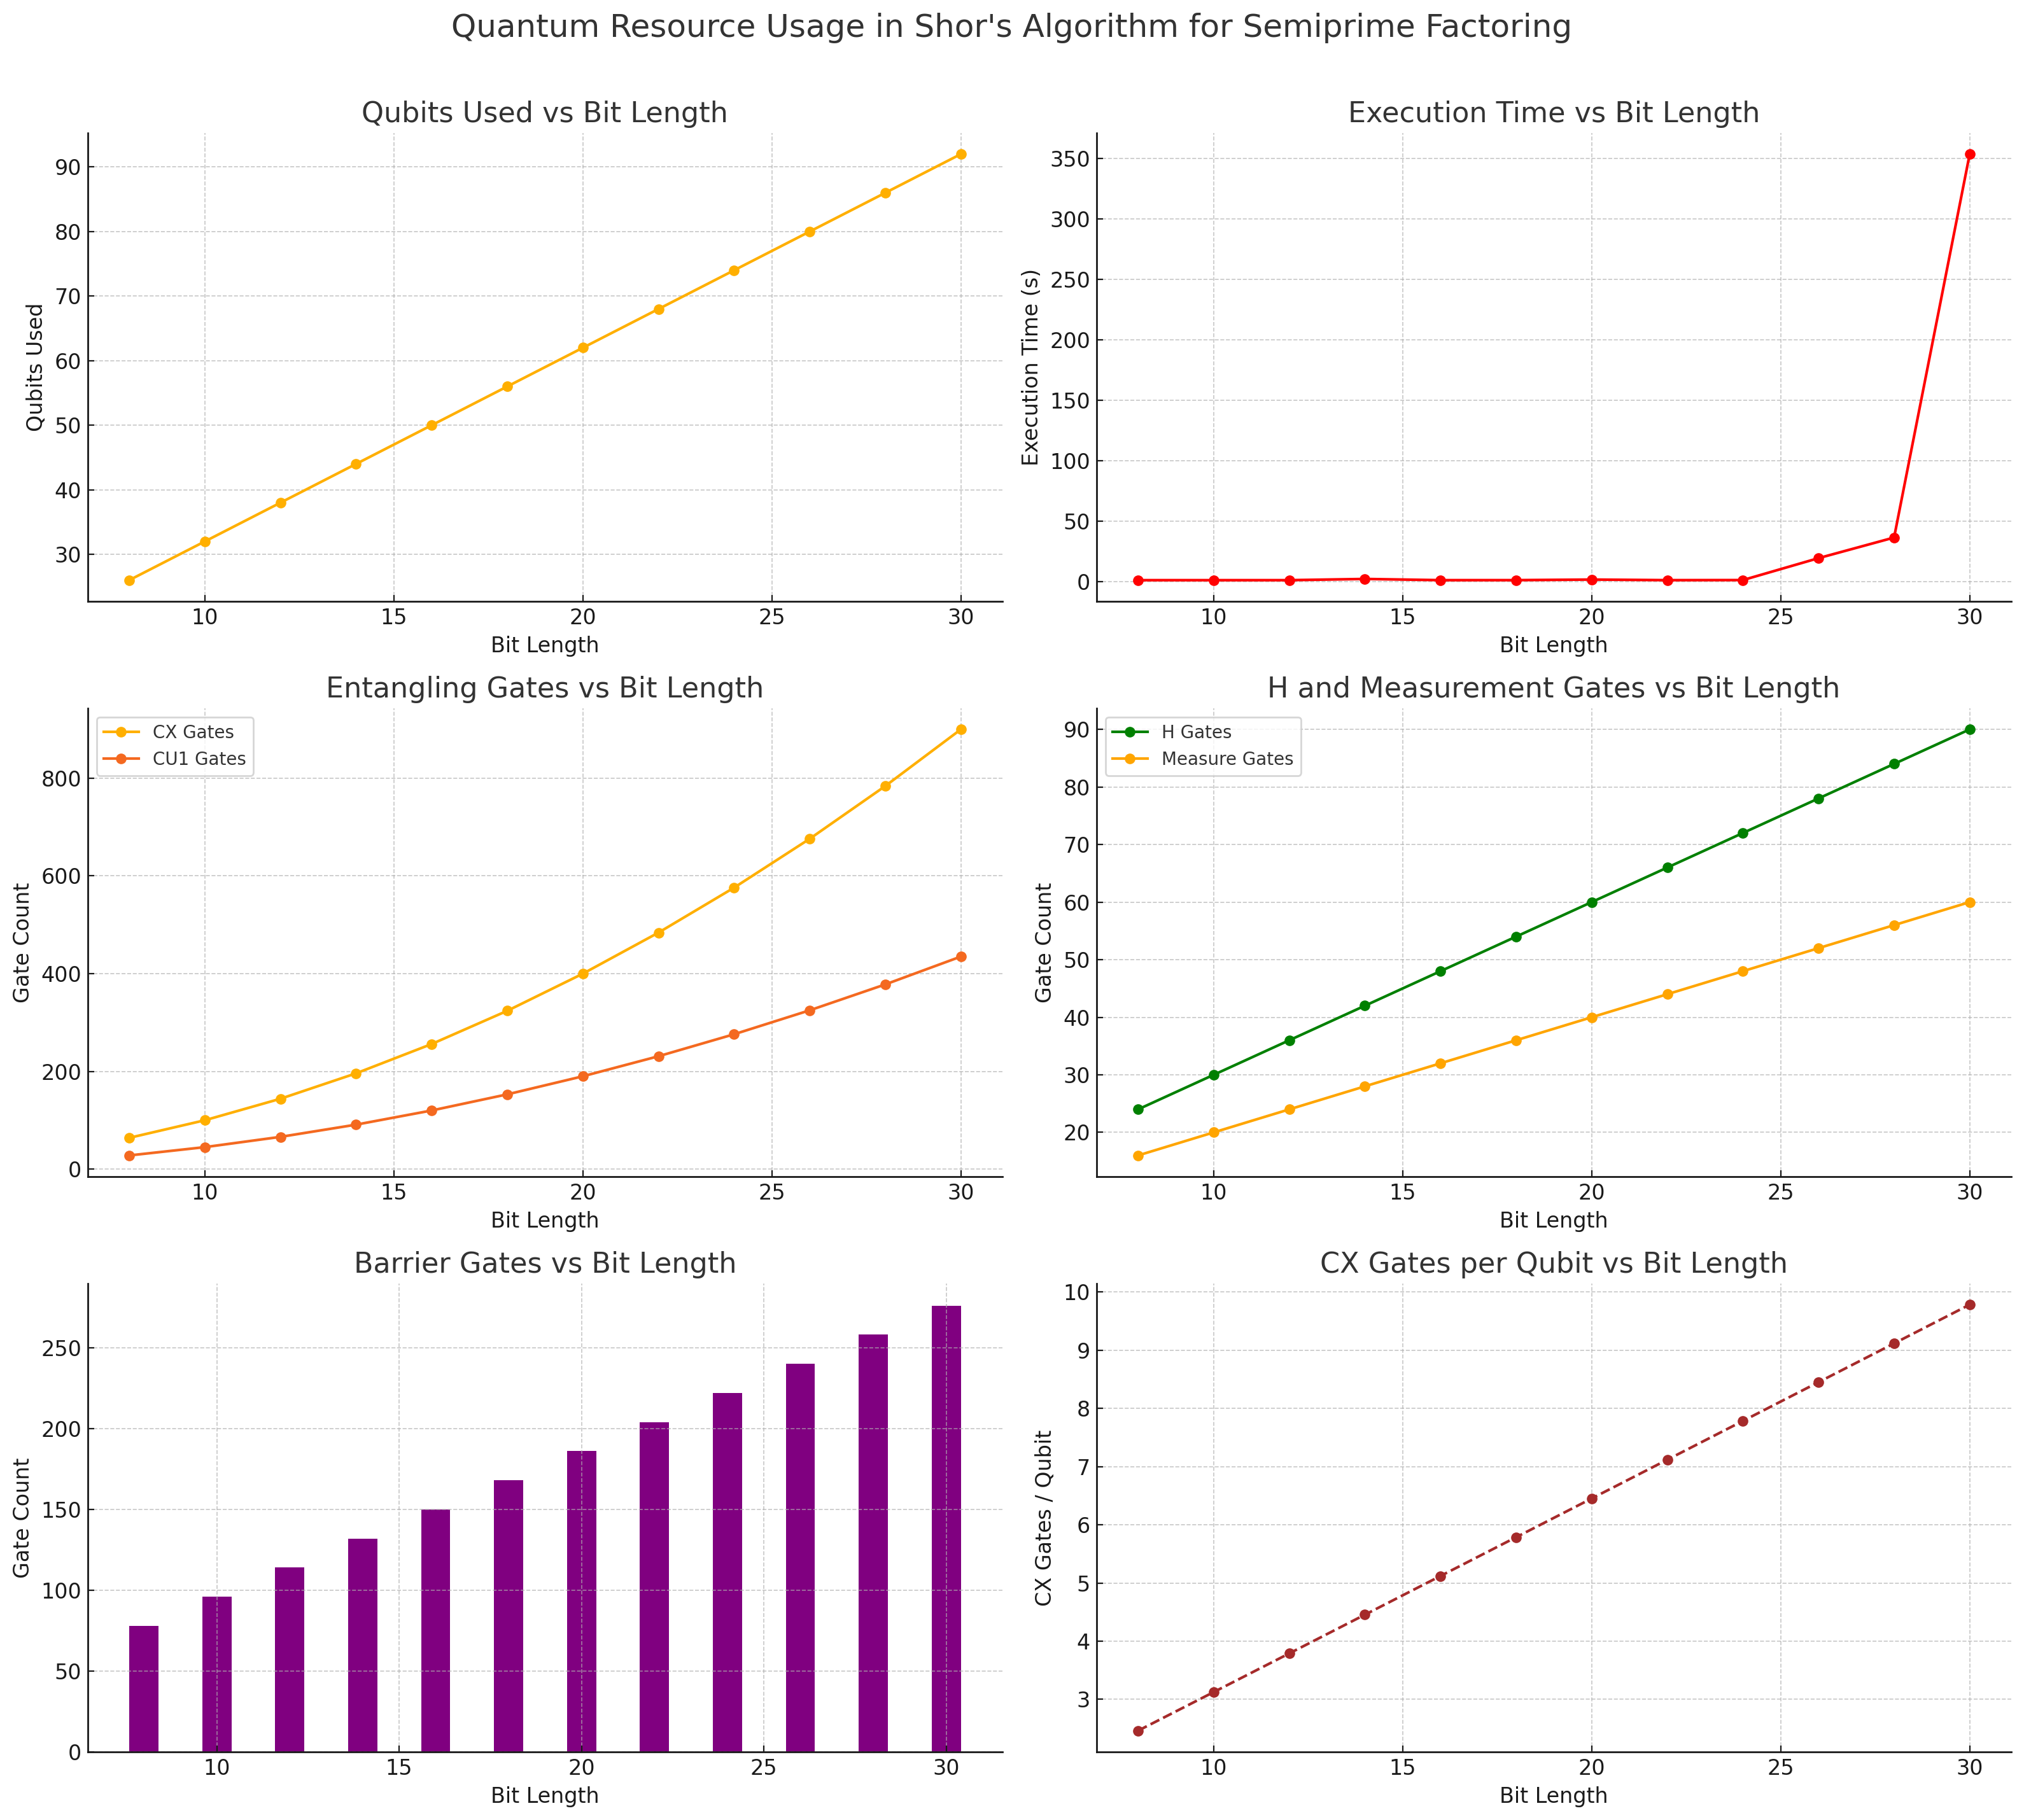 Quantum Resource Usage in Shor's Algorithm for Semiprime Factoring
Qubits Used vs Bit Length
90
80
70
60
50
40
30
Qubits Used
10 15 20 25 30
Bit Length
Execution Time vs Bit Length
350
300
250
200
150
100
50
0
Execution Time (s)
10 15 20 25 30
Bit Length
Entangling Gates vs Bit Length
CX Gates
CU1 Gates
800
600
400
200
0
Gate Count
10 15 20 25 30
Bit Length
H and Measurement Gates vs Bit Length
H Gates
Measure Gates
90
80
70
60
50
40
30
20
Gate Count
10 15 20 25 30
Bit Length
Barrier Gates vs Bit Length
250
200
150
100
50
0
Gate Count
10 15 20 25 30
Bit Length
CX Gates per Qubit vs Bit Length
10
9
8
7
6
5
4
3
CX Gates / Qubit
10 15 20 25 30
Bit Length